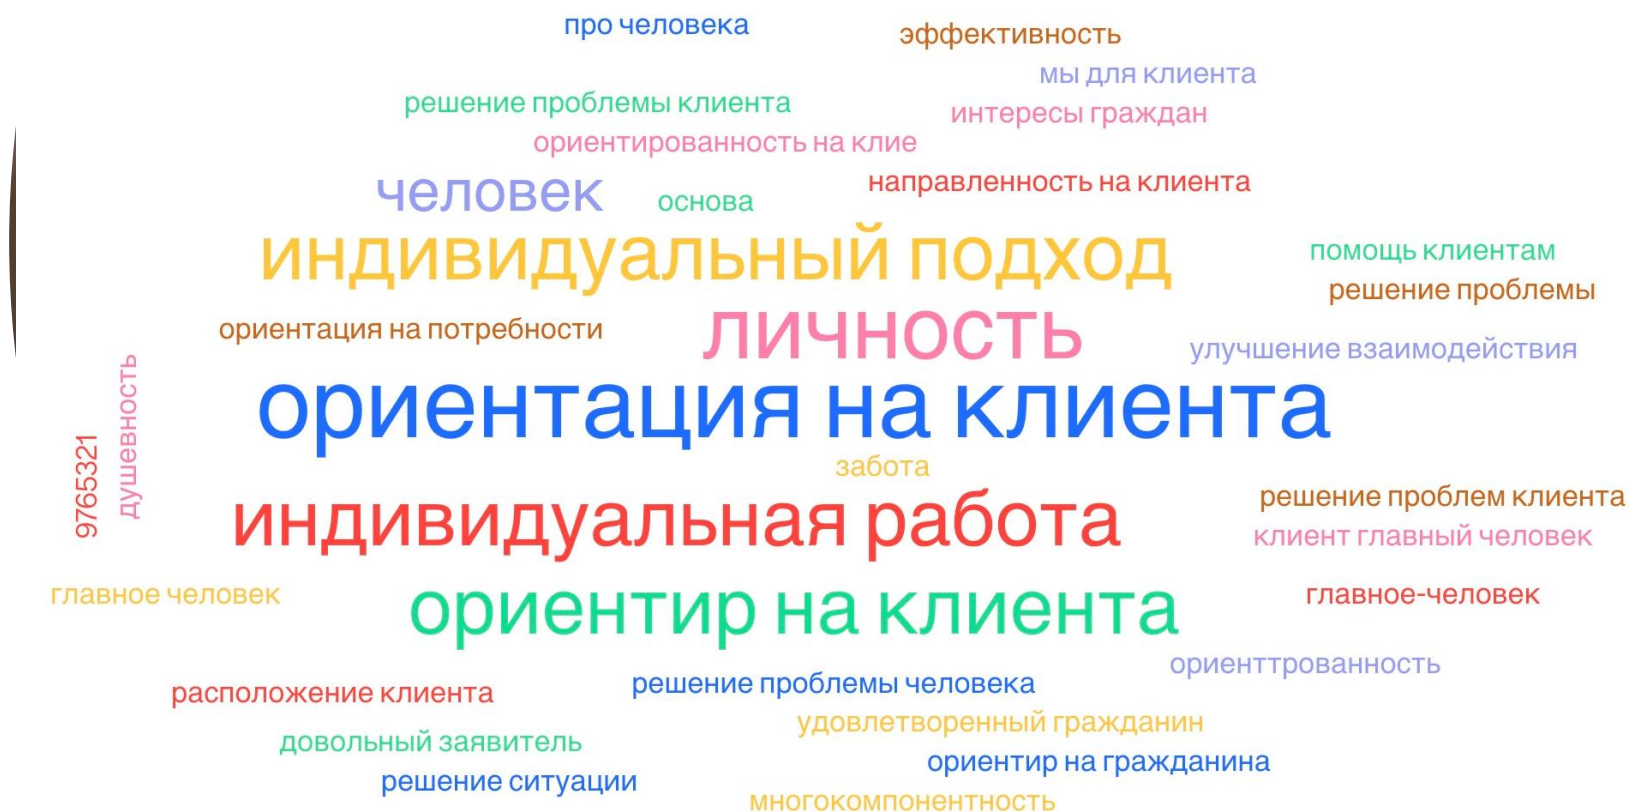 про человека
эффективность
мы для клиента
решение проблемы клиента
интересы граждан
ориентированность на клие
человек
основа
направленность на клиента
индивидуальный подход
помощь клиентам
решение проблемы
ориентация на потребности
личность
улучшение взаимодействия
душевность
9765321
ориентация на клиента
забота
индивидуальная работа
решение проблем клиента
клиент главный человек
главное человек
ориентир на клиента
главное-человек
ориенттрованность
расположение клиента
решение проблемы человека
удовлетворенный гражданин
довольный заявитель
ориентир на гражданина
решение ситуации
многокомпонентность